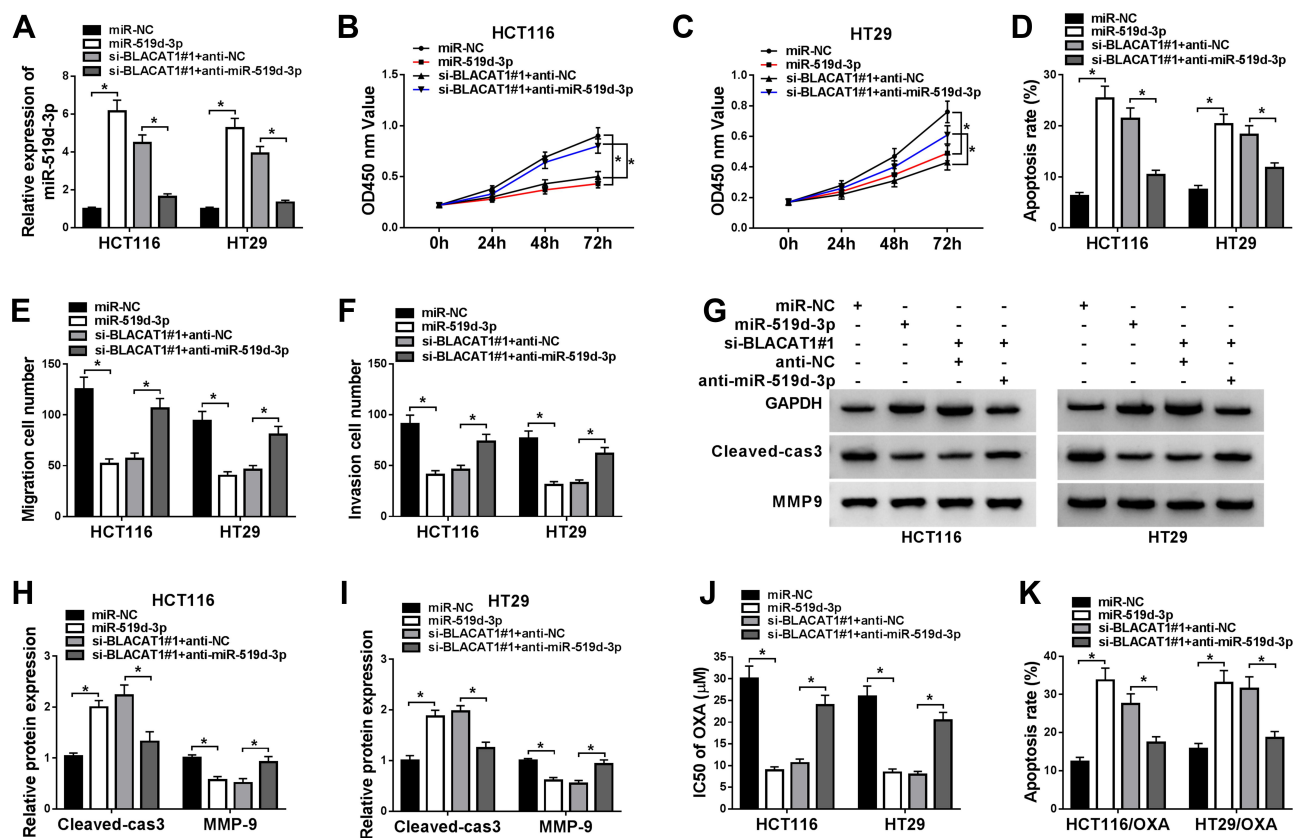 A
miR-NC
miR-519d-3p
si-BLACAT1#1+anti-NC
si-BLACAT1#1+anti-miR-519d-3p
Relative expression of
miR-519d-3p
8
6
4
2
0
* * * *
HCT116 HT29
B
HCT116
miR-NC
miR-519d-3p
si-BLACAT1#1+anti-NC
si-BLACAT1#1+anti-miR-519d-3p
OD450 nm Value
1.5
1.0
0.5
0.0
* *
0h 24h 48h 72h
C
HT29
miR-NC
miR-519d-3p
si-BLACAT1#1+anti-NC
si-BLACAT1#1+anti-miR-519d-3p
OD450 nm Value
1.0
0.8
0.6
0.4
0.2
0.0
*
*
0h 24h 48h 72h
D
miR-NC
miR-519d-3p
si-BLACAT1#1+anti-NC
si-BLACAT1#1+anti-miR-519d-3p
Apoptosis rate (%)
30
20
10
0
* * * *
HCT116 HT29
E
miR-NC
miR-519d-3p
si-BLACAT1#1+anti-NC
si-BLACAT1#1+anti-miR-519d-3p
Migration cell number
150
100
50
0
* * * *
HCT116 HT29
F
miR-NC
miR-519d-3p
si-BLACAT1#1+anti-NC
si-BLACAT1#1+anti-miR-519d-3p
Invasion cell number
150
100
50
0
* * * *
HCT116 HT29
G
miR-NC + - - - + - - -
miR-519d-3p - + - - - + - -
si-BLACAT1#1 - - + + - - + +
anti-NC - - + - - - + -
anti-miR-519d-3p - - - + - - - +
GAPDH
Cleaved-cas3
MMP9
HCT116 HT29
H
HCT116
miR-NC
miR-519d-3p
si-BLACAT1#1+anti-NC
si-BLACAT1#1+anti-miR-519d-3p
Relative protein expression
3
2
1
0
* * * *
Cleaved-cas3 MMP-9
I
HT29
miR-NC
miR-519d-3p
si-BLACAT1#1+anti-NC
si-BLACAT1#1+anti-miR-519d-3p
Relative protein expression
3
2
1
0
* * * *
Cleaved-cas3 MMP-9
J
miR-NC
miR-519d-3p
si-BLACAT1#1+anti-NC
si-BLACAT1#1+anti-miR-519d-3p
IC50 of OXA (μM)
35
30
25
20
15
10
5
0
* * * *
HCT116 HT29
K
miR-NC
miR-519d-3p
si-BLACAT1#1+anti-NC
si-BLACAT1#1+anti-miR-519d-3p
Apoptosis rate (%)
40
30
20
10
0
* * * *
HCT116/OXA HT29/OXA